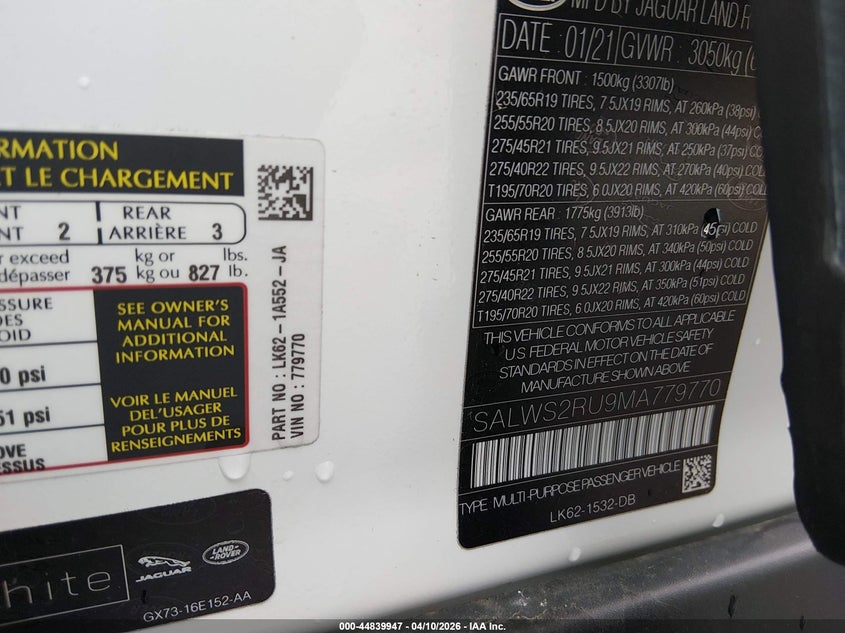 RMATION
ET LE CHARGEMENT
2
REAR
ARRIÈRE 3
exceed
kg or lbs.
dépasser 375 kg ou 827 lb.
SEE OWNER'S
MANUAL FOR
ADDITIONAL
INFORMATION
0 psi
51 psi
VOIR LE MANUEL
DEL'USAGER
POUR PLUS DE
RENSEIGNEMENTS
PART NO : LK62-1A552-JA
VIN NO : 779770
hite
JAGUAR
LAND ROVER
GX73-16E152-AA
MFD BY JAGUAR LAND R
DATE: 01/21 GVWR : 3050kg
GAWR FRONT : 1500kg (3307lb)
235/65R19 TIRES, 7.5JX19 RIMS, AT 260kPa (38psi)
255/55R20 TIRES, 8.5JX20 RIMS, AT 300kPa (44psi) C
275/45R21 TIRES, 9.5JX21 RIMS, AT 250kPa (37psi) CO
275/40R22 TIRES, 9.5JX22 RIMS, AT 270kPa (40psi) COL
T195/70R20 TIRES, 6.0JX20 RIMS, AT 420kPa (60psi) COL
GAWR REAR : 1775kg (3913lb)
235/65R19 TIRES, 7.5JX19 RIMS, AT 310kPa (45psi) COLD
255/55R20 TIRES, 8.5JX20 RIMS, AT 340kPa (50psi) COLD
275/45R21 TIRES, 9.5JX21 RIMS, AT 300kPa (44psi) COLD
275/40R22 TIRES, 9.5JX22 RIMS, AT 350kPa (51psi) COLD
T195/70R20 TIRES, 6.0JX20 RIMS, AT 420kPa (60psi) COLD
THIS VEHICLE CONFORMS TO ALL APPLICABLE
U.S. FEDERAL MOTOR VEHICLE SAFETY
STANDARDS IN EFFECT ON THE DATE OF
MANUFACTURE SHOWN ABOVE
SALWS2RU9MA779770
TYPE: MULTI-PURPOSE PASSENGER VEHICLE
LK62-1532-DB
000-44839947 - 04/10/2026 - IAA Inc.